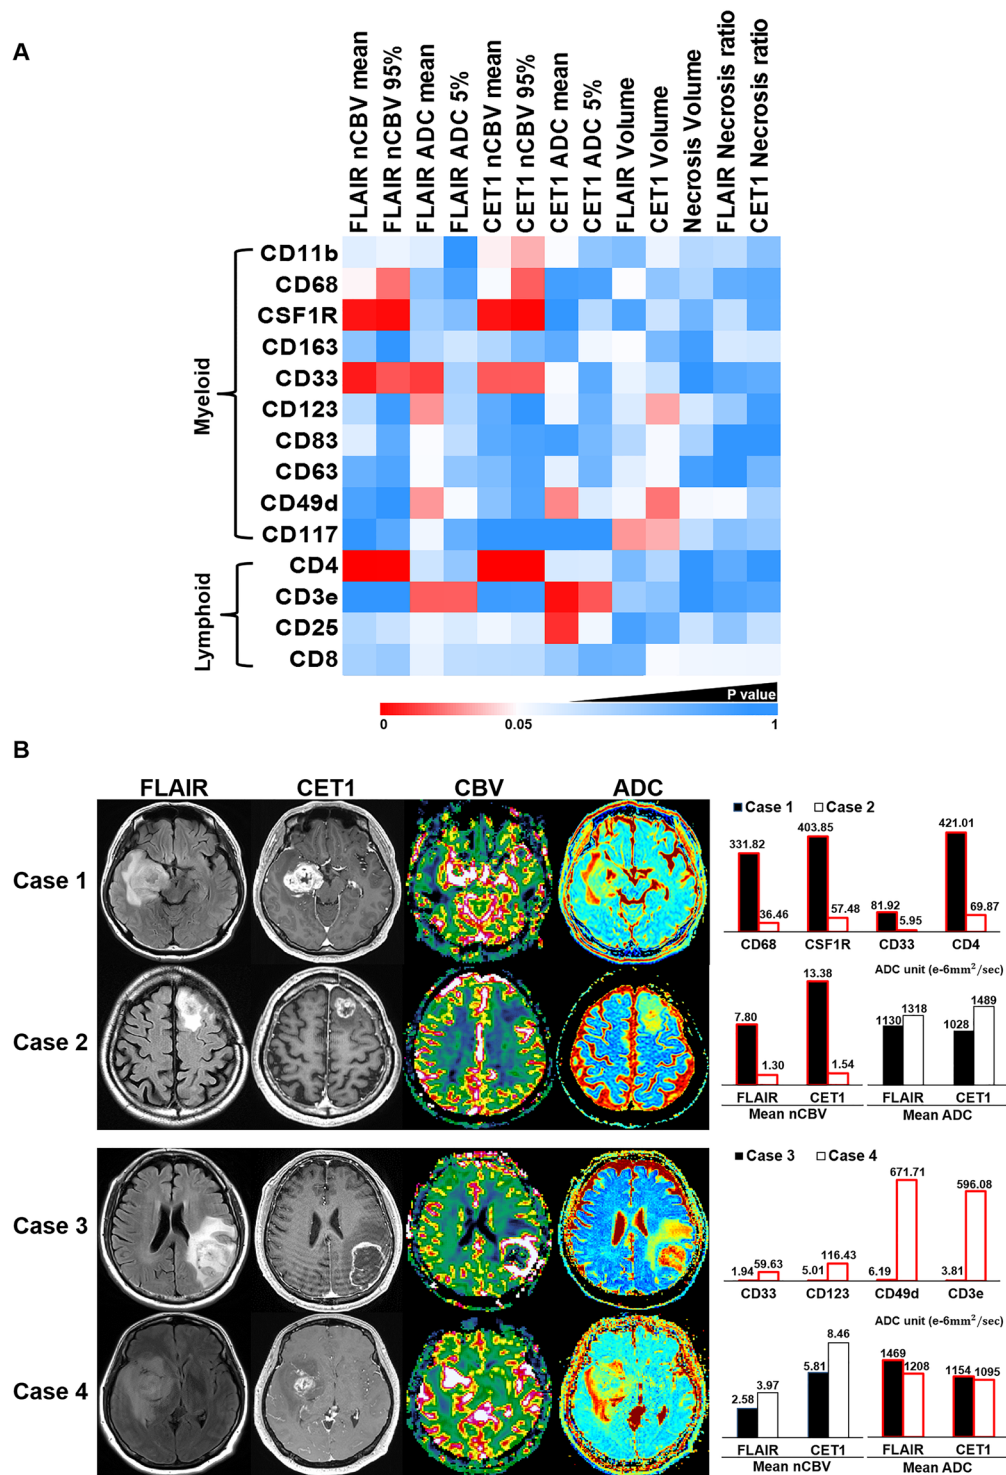 A
FLAIR nCBV mean
FLAIR nCBV 95%
FLAIR ADC mean
FLAIR ADC 5%
CET1 nCBV mean
CET1 nCBV 95%
CET1 ADC mean
CET1 ADC 5%
FLAIR Volume
CET1 Volume
Necrosis Volume
FLAIR Necrosis ratio
CET1 Necrosis ratio
Myeloid
CD11b
CD68
CSF1R
CD163
CD33
CD123
CD83
CD63
CD49d
CD117
Lymphoid
CD4
CD3e
CD25
CD8
P value
0 0.05 1
B
FLAIR CET1 CBV ADC
Case 1
Case 1 Case 2
331.82 36.46 403.85 57.48 81.92 5.95 421.01 69.87
CD68 CSF1R CD33 CD4
Case 2
ADC unit (e-6mm²/sec)
7.80 1.30 13.38 1.54 1130 1318 1028 1489
FLAIR CET1 FLAIR CET1
Mean nCBV Mean ADC
Case 3
Case 3 Case 4
1.94 59.63 5.01 116.43 6.19 671.71 3.81 596.08
CD33 CD123 CD49d CD3e
Case 4
ADC unit (e-6mm²/sec)
2.58 3.97 5.81 8.46 1469 1208 1154 1095
FLAIR CET1 FLAIR CET1
Mean nCBV Mean ADC